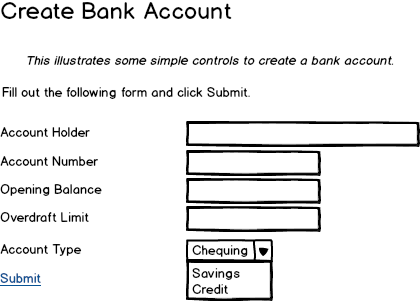 Create Bank Account
This illustrates some simple controls to create a bank account.
Fill out the following form and click Submit.
Account Holder
Account Number
Opening Balance
Overdraft Limit
Account Type Chequing
Savings
Submit
Credit